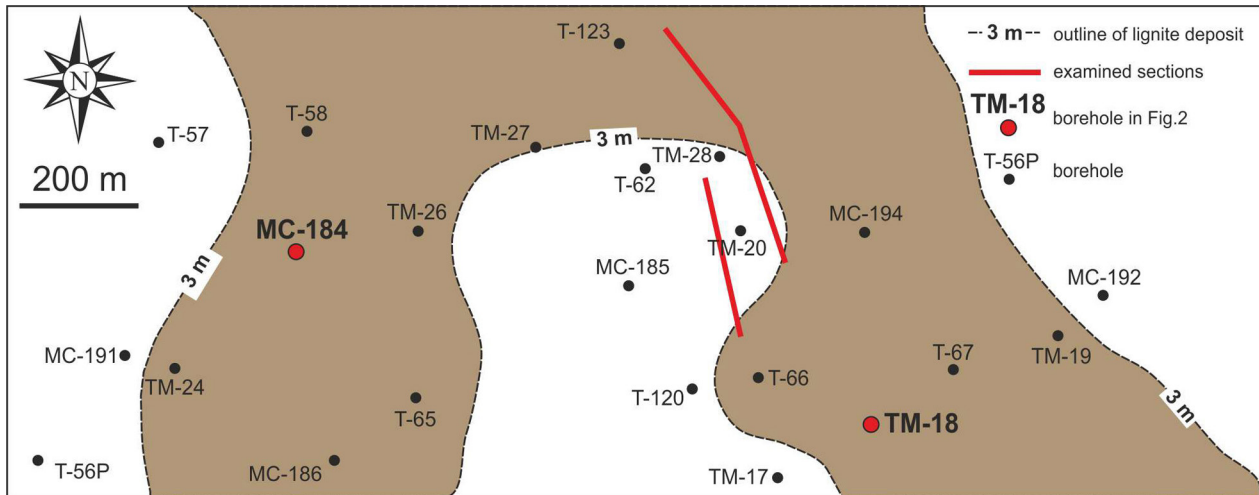 T-123
3 m outline of lignite deposit
examined sections
TM-18
borehole in Fig.2
T-56P
borehole
N
200 m
T-57
T-58
TM-27
3 m
TM-28
T-62
MC-184
TM-26
MC-194
TM-20
3 m
MC-185
MC-192
MC-191
TM-24
T-67
TM-19
T-66
T-65
T-120
3 m
TM-18
T-56P
MC-186
TM-17